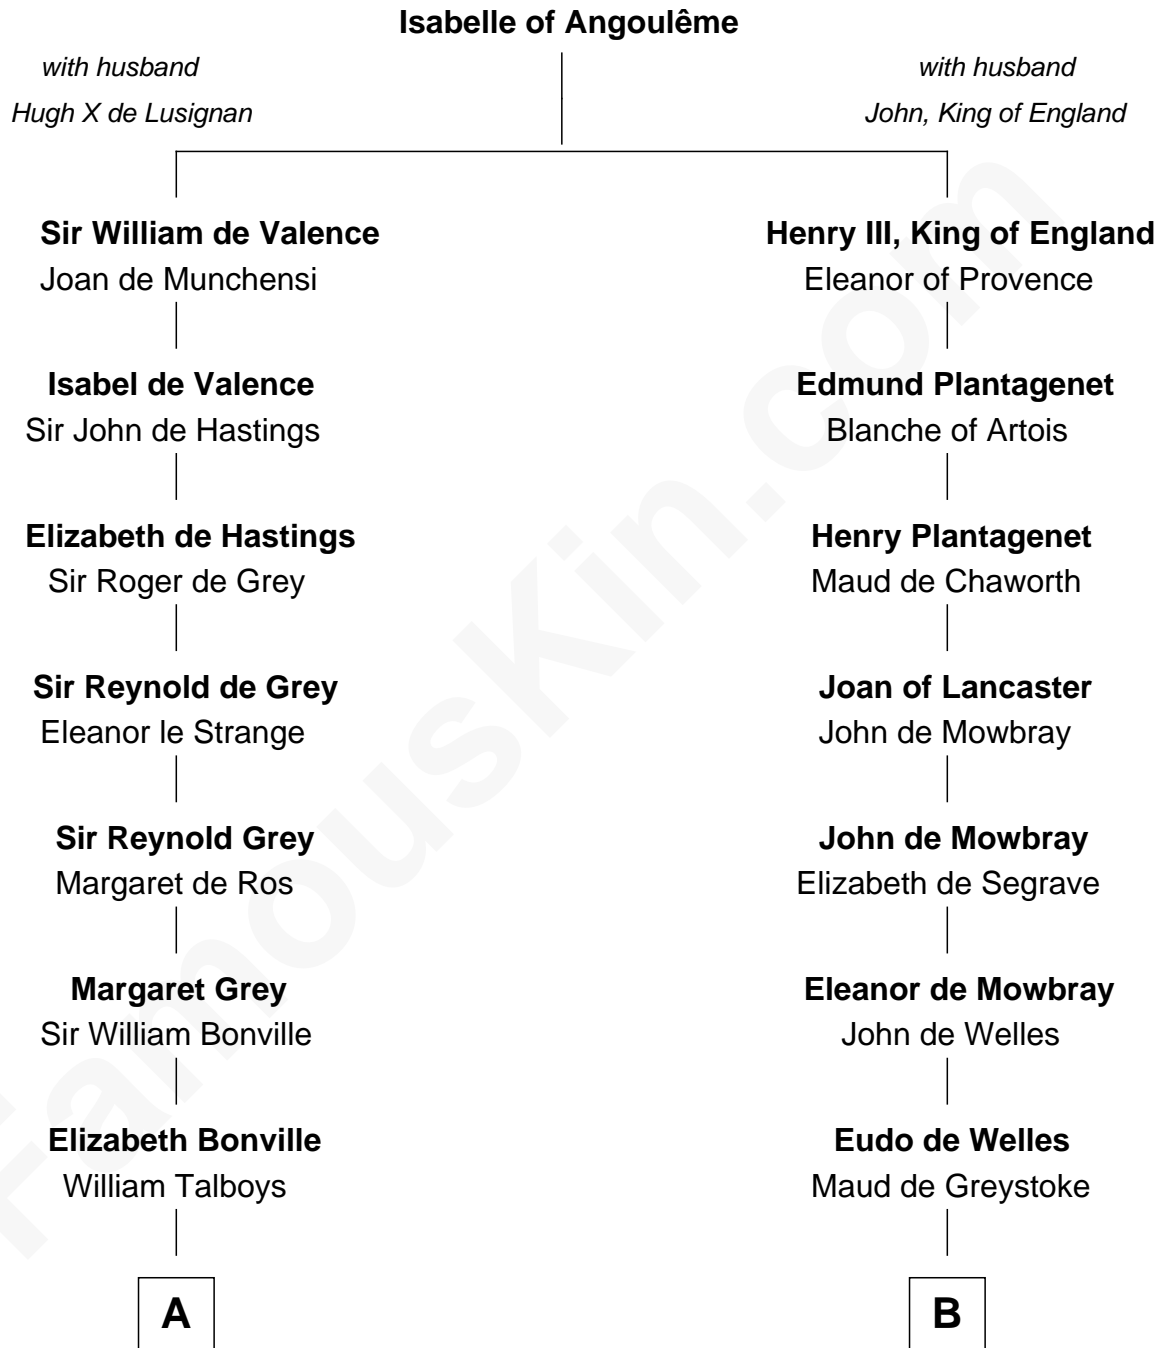 Isabelle of Angoulême
with husband
Hugh X de Lusignan
with husband
John, King of England
Sir William de Valence
Joan de Munchensi
Henry III, King of England
Eleanor of Provence
Isabel de Valence
Sir John de Hastings
Edmund Plantagenet
Blanche of Artois
Elizabeth de Hastings
Sir Roger de Grey
Henry Plantagenet
Maud de Chaworth
Sir Reynold de Grey
Eleanor le Strange
Joan of Lancaster
John de Mowbray
Sir Reynold Grey
Margaret de Ros
John de Mowbray
Elizabeth de Segrave
Margaret Grey
Sir William Bonville
Eleanor de Mowbray
John de Welles
Elizabeth Bonville
William Talboys
Eudo de Welles
Maud de Greystoke
A
B
FamousKin.com